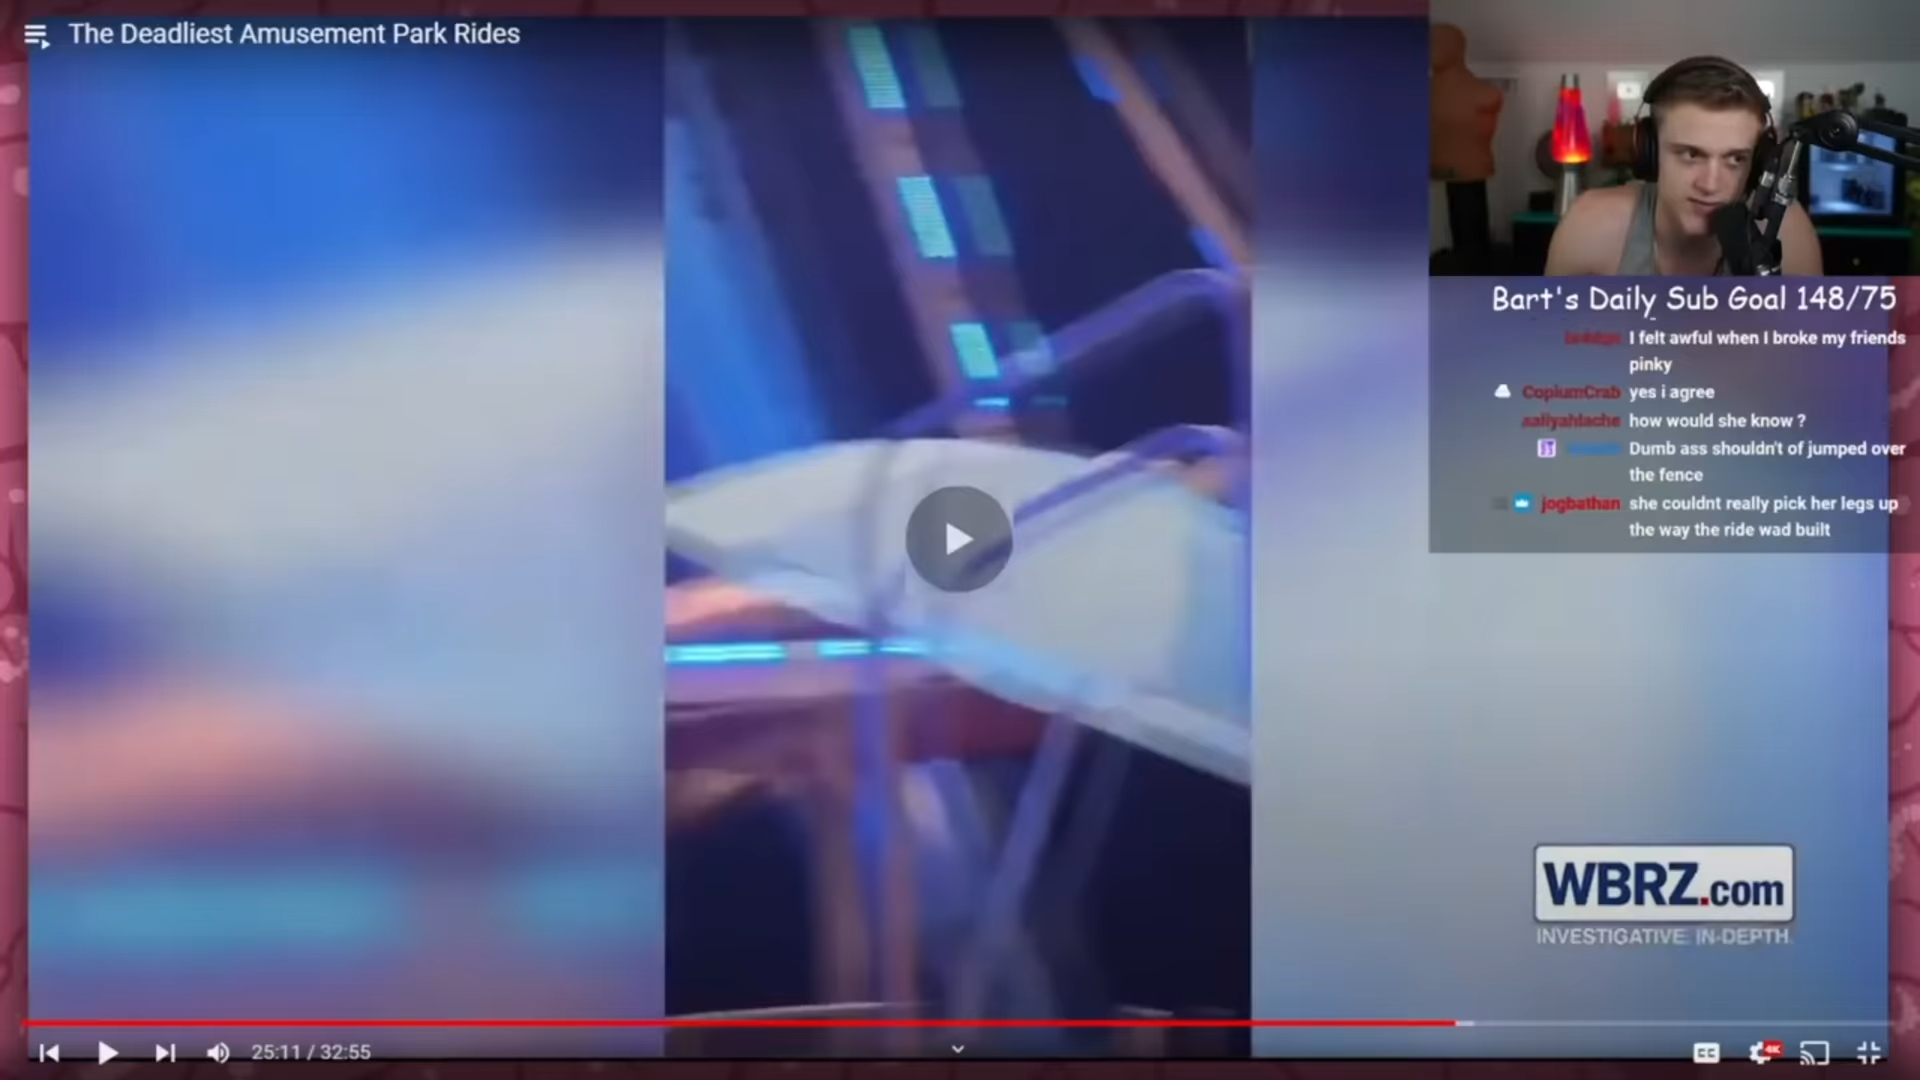 The Deadliest Amusement Park Rides
Bart's Daily Sub Goal 148/75
I felt awful when I broke my friends
pinky
CopiumCrab yes i agree
aaliyahlache how would she know ?
Dumb ass shouldn't of jumped over
the fence
jogbathan she couldnt really pick her legs up
the way the ride wad built
WBRZ.com
INVESTIGATIVE. IN-DEPTH.
25:11 / 32:55
CC
4K